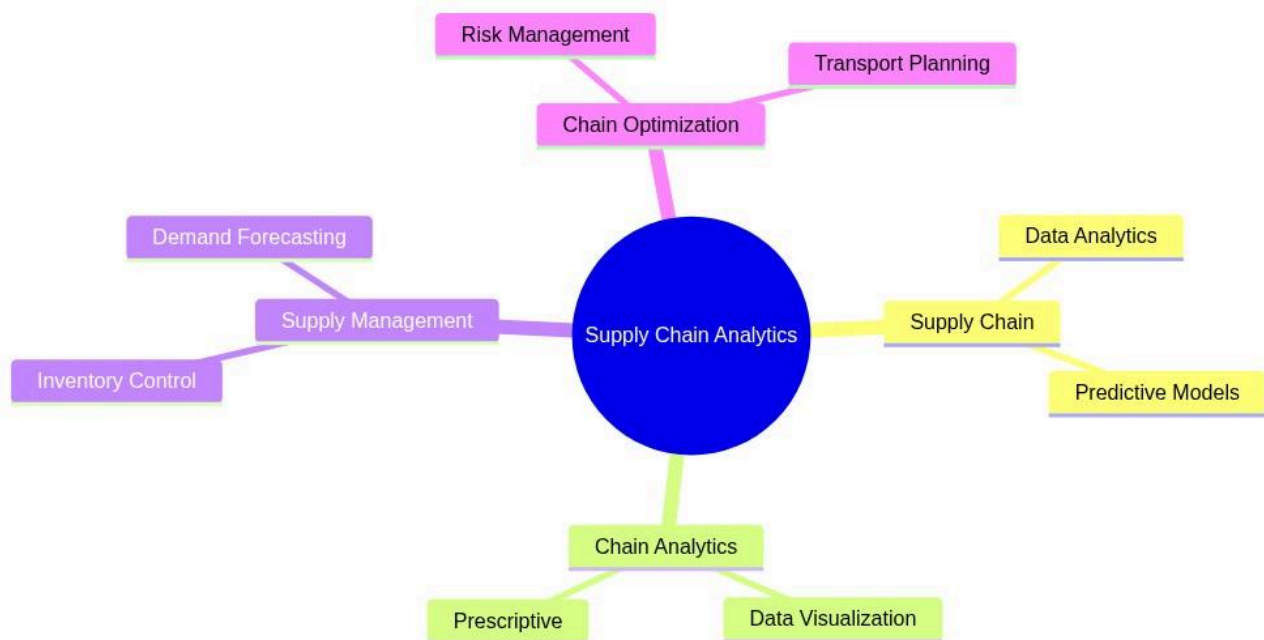 Risk Management
Transport Planning
Chain Optimization
Demand Forecasting
Data Analytics
Supply Management
Supply Chain Analytics
Supply Chain
Inventory Control
Predictive Models
Chain Analytics
Prescriptive
Data Visualization